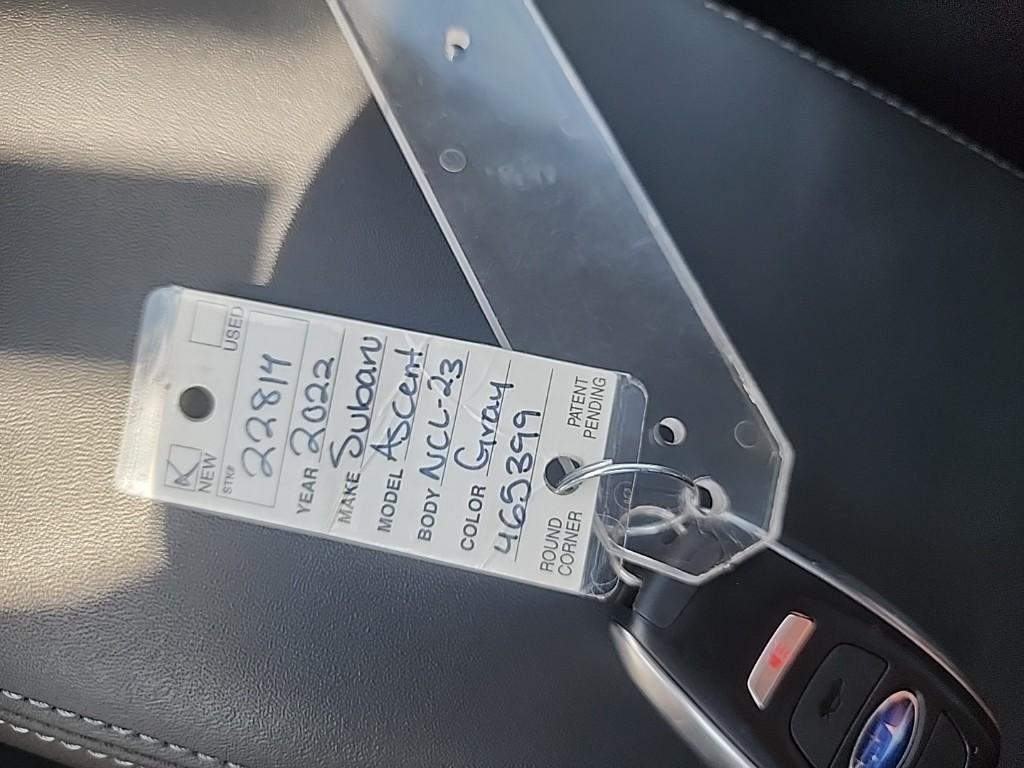 NEW
USED
STK#
22814
YEAR 2022
MAKE Subaru
MODEL Ascent
BODY NCL-23
COLOR Gray
465399
ROUND CORNER
PATENT PENDING